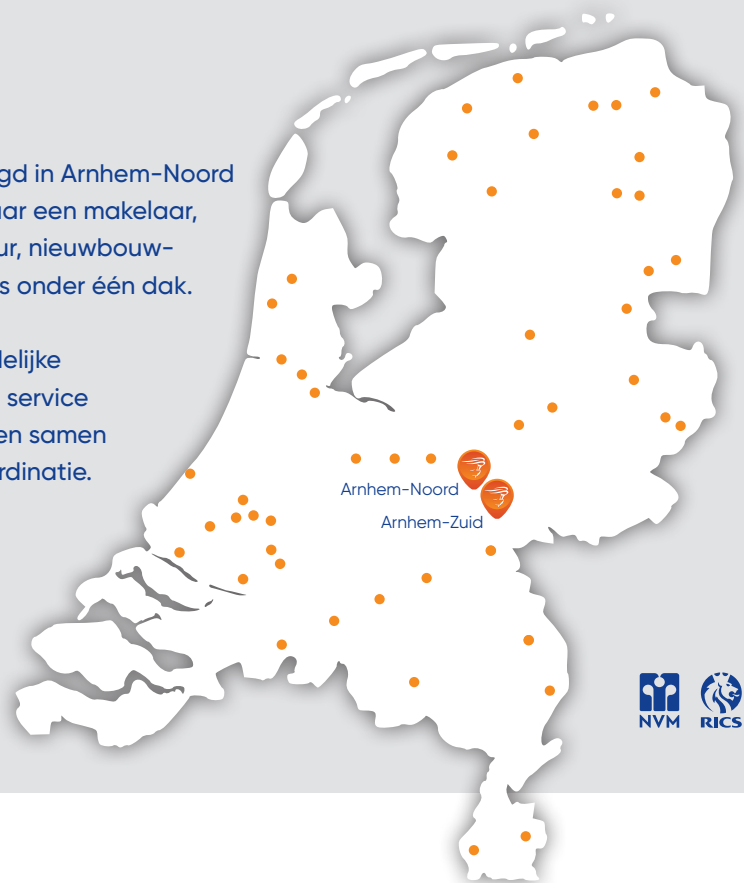 gd in Arnhem-Noord
ar een makelaar,
ur, nieuwbouw-
s onder één dak.
delijke
service
en samen
rdinatie.
Arnhem-Noord
Arnhem-Zuid
NVM
RICS